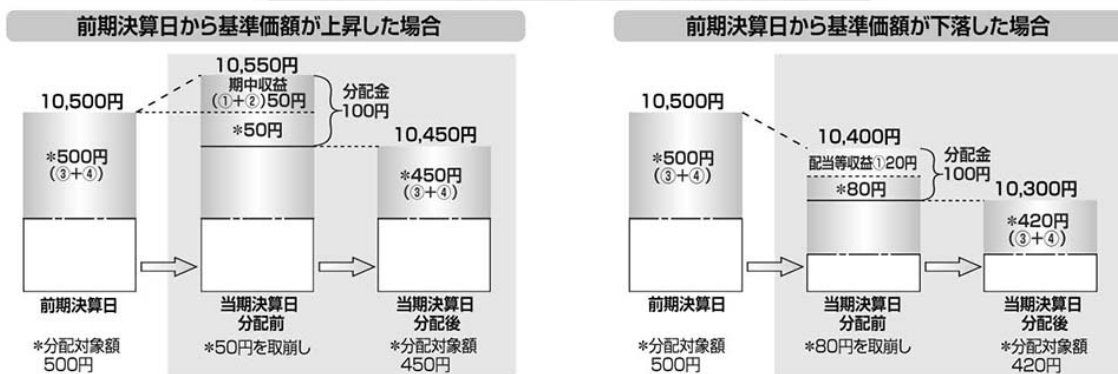 前期決算日から基準価額が上昇した場合
10,550円
期中収益
(①+②)50円
*50円
分配金
100円
10,500円
*500円
(③+④)
10,450円
*450円
(③+④)
前期決算日
当期決算日
分配前
当期決算日
分配後
*分配対象額
500円
*50円を取崩し
*分配対象額
450円
前期決算日から基準価額が下落した場合
10,500円
*500円
(③+④)
10,400円
配当等収益①20円
*80円
分配金
100円
10,300円
*420円
(③+④)
前期決算日
当期決算日
分配前
当期決算日
分配後
*分配対象額
500円
*80円を取崩し
*分配対象額
420円